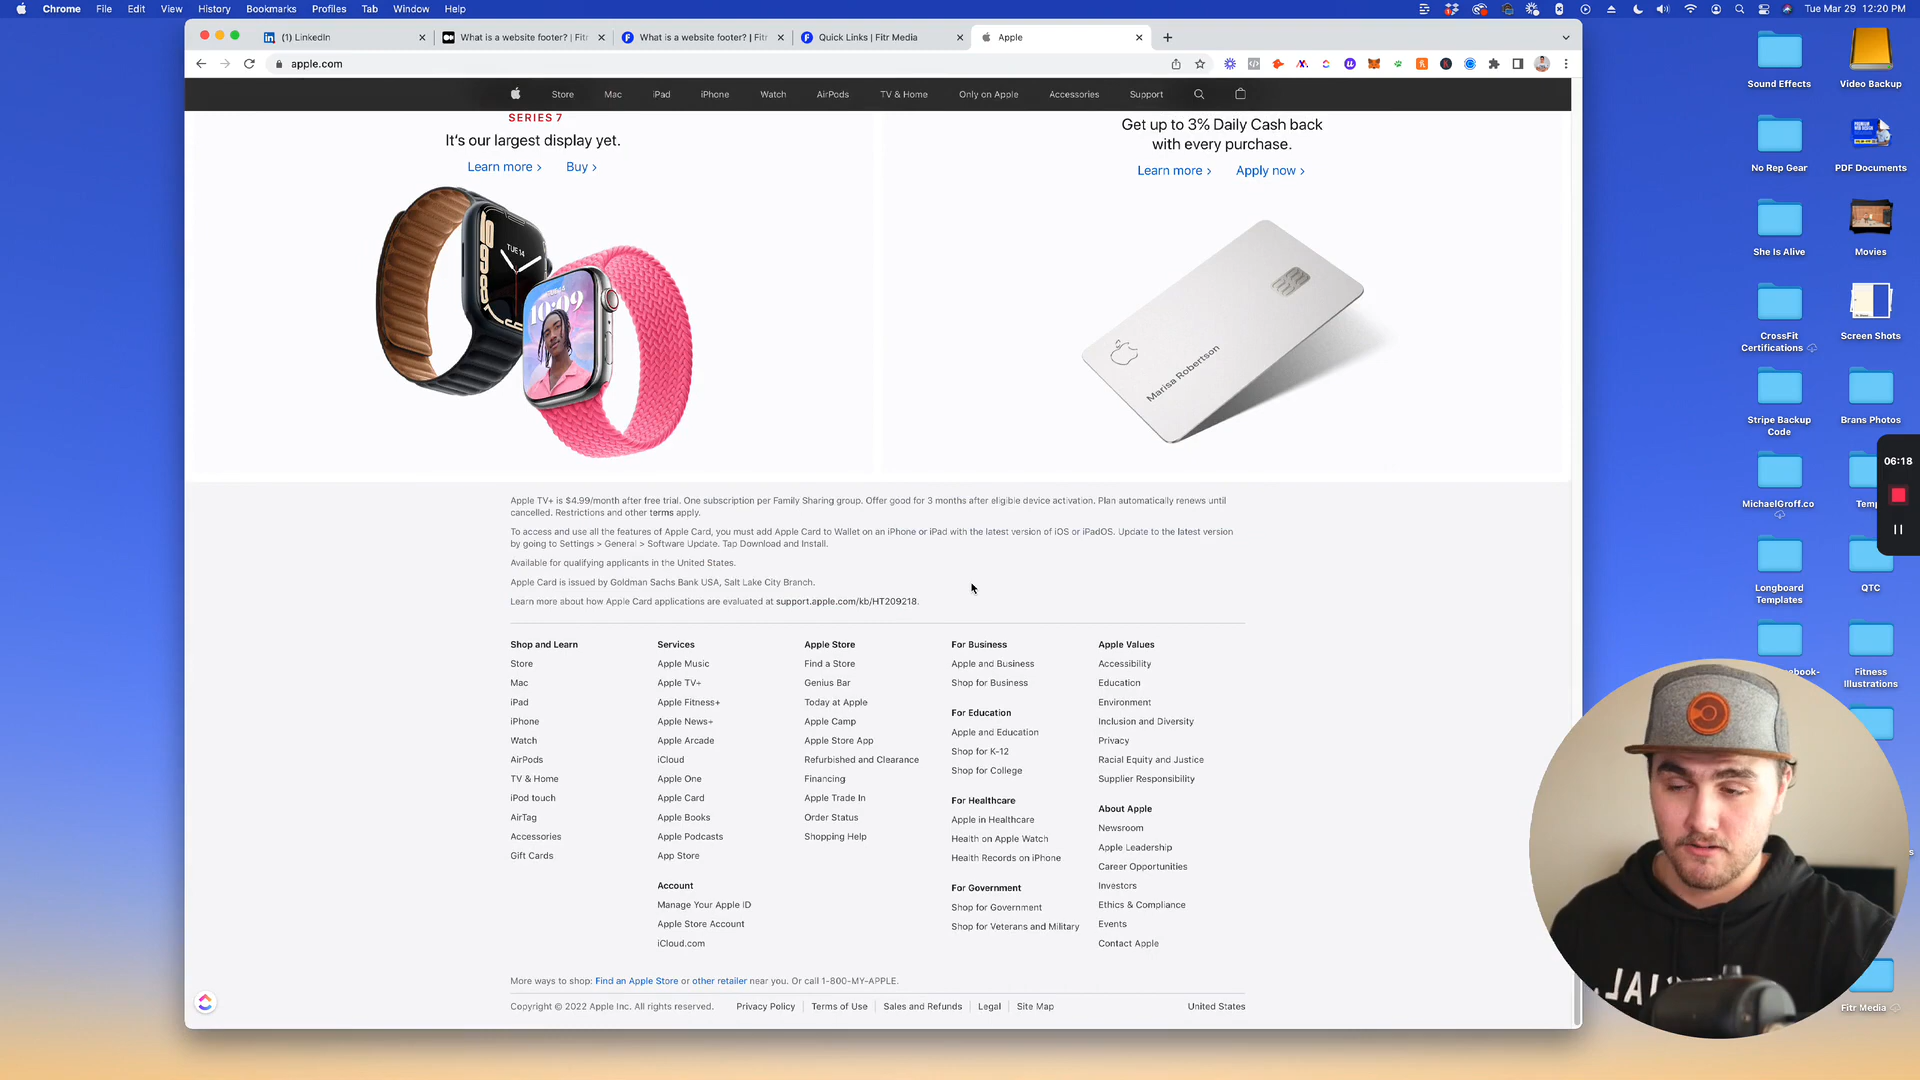 Chrome File Edit View History Bookmarks Profiles Tab Window Help
Tue Mar 29 12:20 PM
(1) LinkedIn
What is a website footer? | Fitr
What is a website footer? | Fitr
Quick Links | Fitr Media
Apple
apple.com
Store Mac iPad iPhone Watch AirPods TV & Home Only on Apple Accessories Support
SERIES 7
It's our largest display yet.
Learn more > Buy >
Get up to 3% Daily Cash back
with every purchase.
Learn more > Apply now >
TUE 14
10:09
Marisa Robertson
Apple TV+ is $4.99/month after free trial. One subscription per Family Sharing group. Offer good for 3 months after eligible device activation. Plan automatically renews until
cancelled. Restrictions and other terms apply.
To access and use all the features of Apple Card, you must add Apple Card to Wallet on an iPhone or iPad with the latest version of iOS or iPadOS. Update to the latest version
by going to Settings > General > Software Update. Tap Download and Install.
Available for qualifying applicants in the United States.
Apple Card is issued by Goldman Sachs Bank USA, Salt Lake City Branch.
Learn more about how Apple Card applications are evaluated at support.apple.com/kb/HT209218.
Shop and Learn
Store
Mac
iPad
iPhone
Watch
AirPods
TV & Home
iPod touch
AirTag
Accessories
Gift Cards
Services
Apple Music
Apple TV+
Apple Fitness+
Apple News+
Apple Arcade
iCloud
Apple One
Apple Card
Apple Books
Apple Podcasts
App Store
Account
Manage Your Apple ID
Apple Store Account
iCloud.com
Apple Store
Find a Store
Genius Bar
Today at Apple
Apple Camp
Apple Store App
Refurbished and Clearance
Financing
Apple Trade In
Order Status
Shopping Help
For Business
Apple and Business
Shop for Business
For Education
Apple and Education
Shop for K-12
Shop for College
For Healthcare
Apple in Healthcare
Health on Apple Watch
Health Records on iPhone
For Government
Shop for Government
Shop for Veterans and Military
Apple Values
Accessibility
Education
Environment
Inclusion and Diversity
Privacy
Racial Equity and Justice
Supplier Responsibility
About Apple
Newsroom
Apple Leadership
Career Opportunities
Investors
Ethics & Compliance
Events
Contact Apple
More ways to shop: Find an Apple Store or other retailer near you. Or call 1-800-MY-APPLE.
Copyright © 2022 Apple Inc. All rights reserved. Privacy Policy Terms of Use Sales and Refunds Legal Site Map United States
Sound Effects
Video Backup
No Rep Gear
PDF Documents
She Is Alive
Movies
CrossFit
Certifications
Screen Shots
Stripe Backup
Code
Brans Photos
MichaelGroff.co
Temp
06:18
Longboard
Templates
QTC
Fitness
Illustrations
Fitr Media